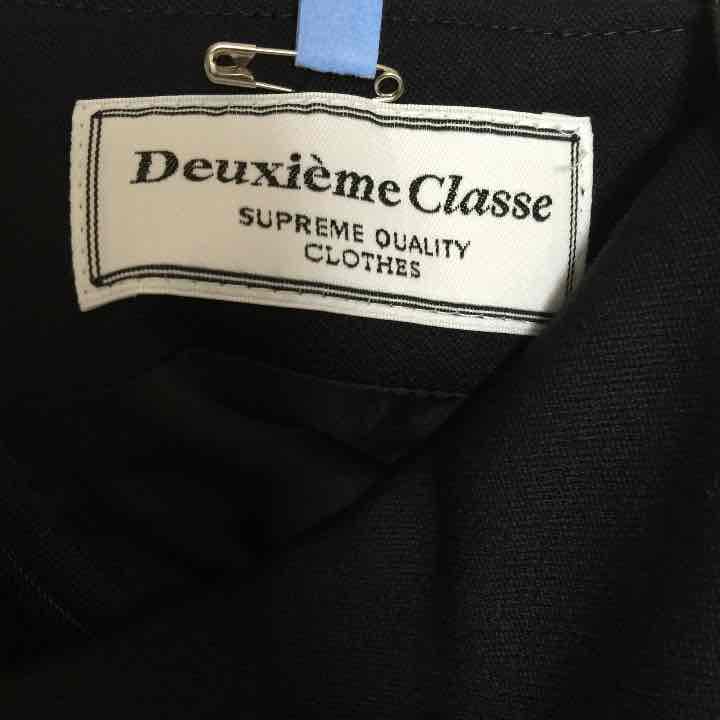 Deuxième Classe
SUPREME QUALITY
CLOTHES